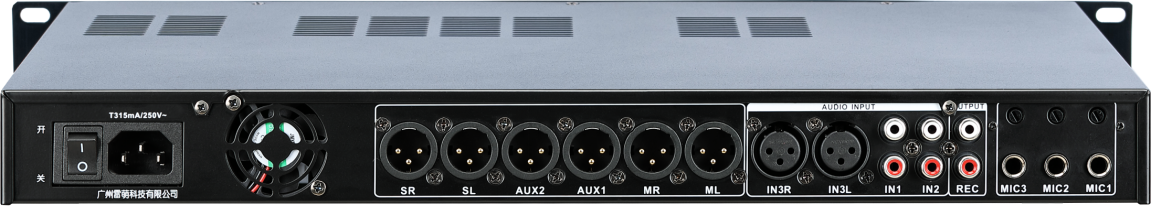 T315mA/250V~
开
关
I
O
广州雷萌科技有限公司
SR SL AUX2 AUX1 MR ML
AUDIO INPUT
UTPUT
IN3R IN3L IN1 IN2 REC
MIC3 MIC2 MIC1